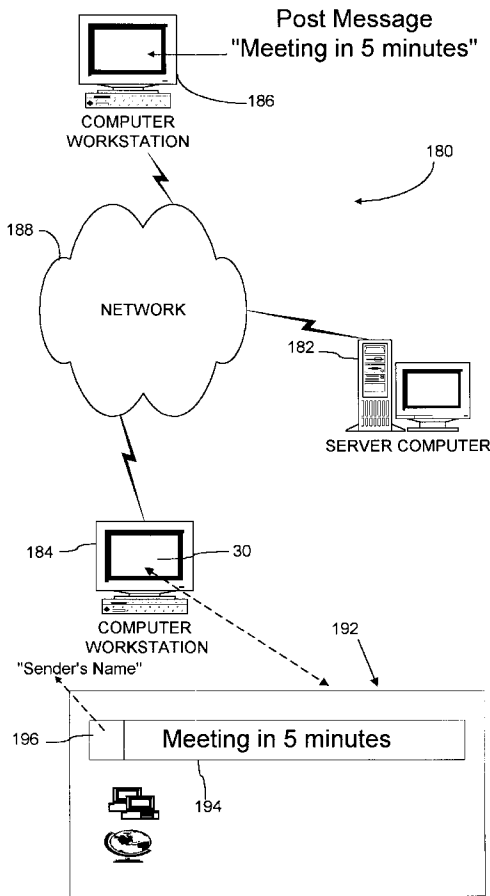 Post Message
"Meeting in 5 minutes"
186
COMPUTER
WORKSTATION
180
188
NETWORK
182
SERVER COMPUTER
184
30
COMPUTER
WORKSTATION
192
"Sender's Name"
196
Meeting in 5 minutes
194